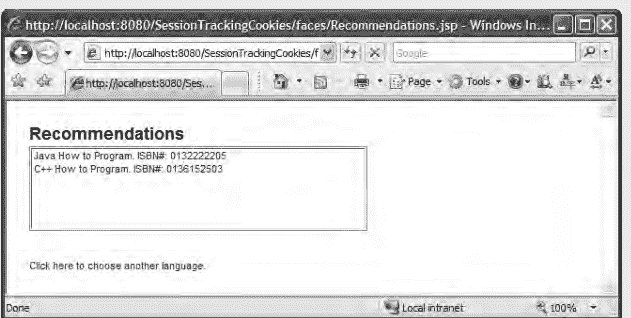 http://localhost:8080/SessionTrackingCookies/faces/Recommendations.jsp - Windows In...
http://localhost:8080/SessionTrackingCookies/f
Google
http://localhost:8080/Ses...
Page
Tools
Recommendations
Java How to Program. ISBN#: 0132222205
C++ How to Program. ISBN#: 0136152503
Click here to choose another language.
Done
Local intranet
100%